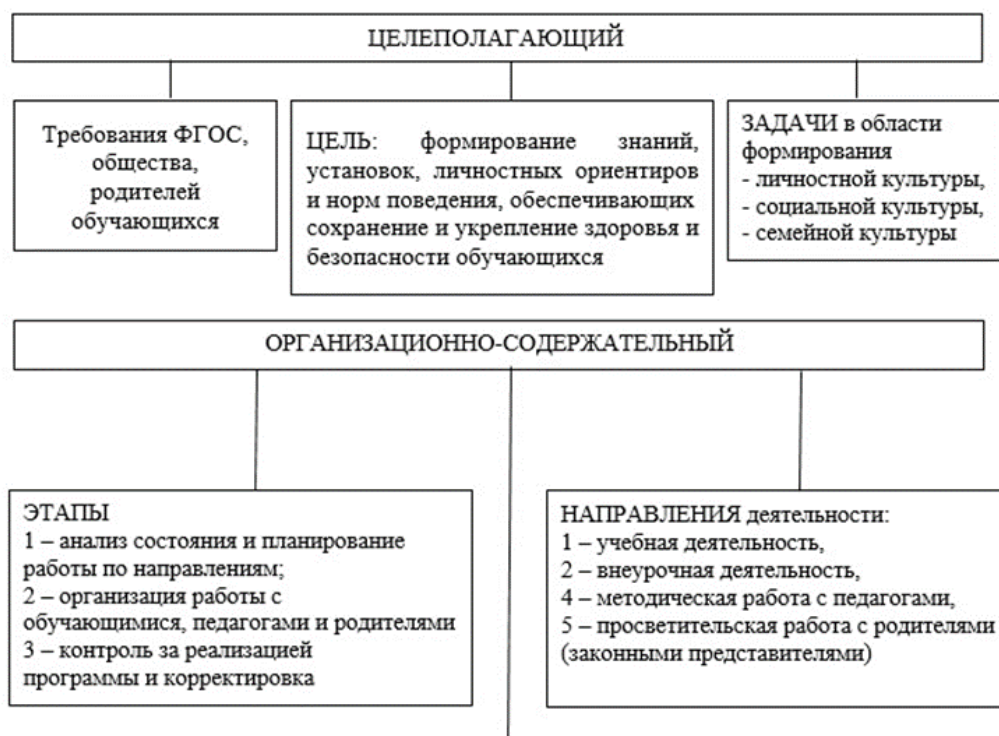 ЦЕЛЕПОЛАГАЮЩИЙ
Требования ФГОС,
общества,
родителей
обучающихся
ЦЕЛЬ: формирование знаний,
установок, личностных ориентиров
и норм поведения, обеспечивающих
сохранение и укрепление здоровья и
безопасности обучающихся
ЗАДАЧИ в области
формирования
- личностной культуры,
- социальной культуры,
- семейной культуры
ОРГАНИЗАЦИОННО-СОДЕРЖАТЕЛЬНЫЙ
ЭТАПЫ
1 – анализ состояния и планирование
работы по направлениям;
2 – организация работы с
обучающимися, педагогами и родителями
3 – контроль за реализацией
программы и корректировка
НАПРАВЛЕНИЯ деятельности:
1 – учебная деятельность,
2 – внеурочная деятельность,
4 – методическая работа с педагогами,
5 – просветительская работа с родителями
(законными представителями)